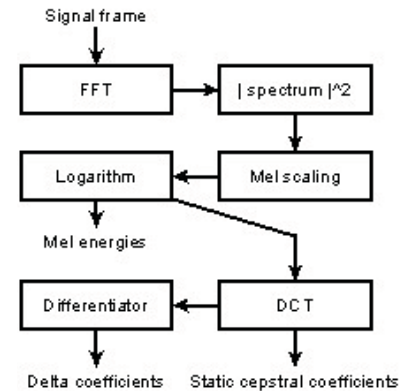 Signal frame
FFT
| spectrum |^2
Logarithm
Mel scaling
Mel energies
Differentiator
DCT
Delta coefficients
Static cepstral coefficients